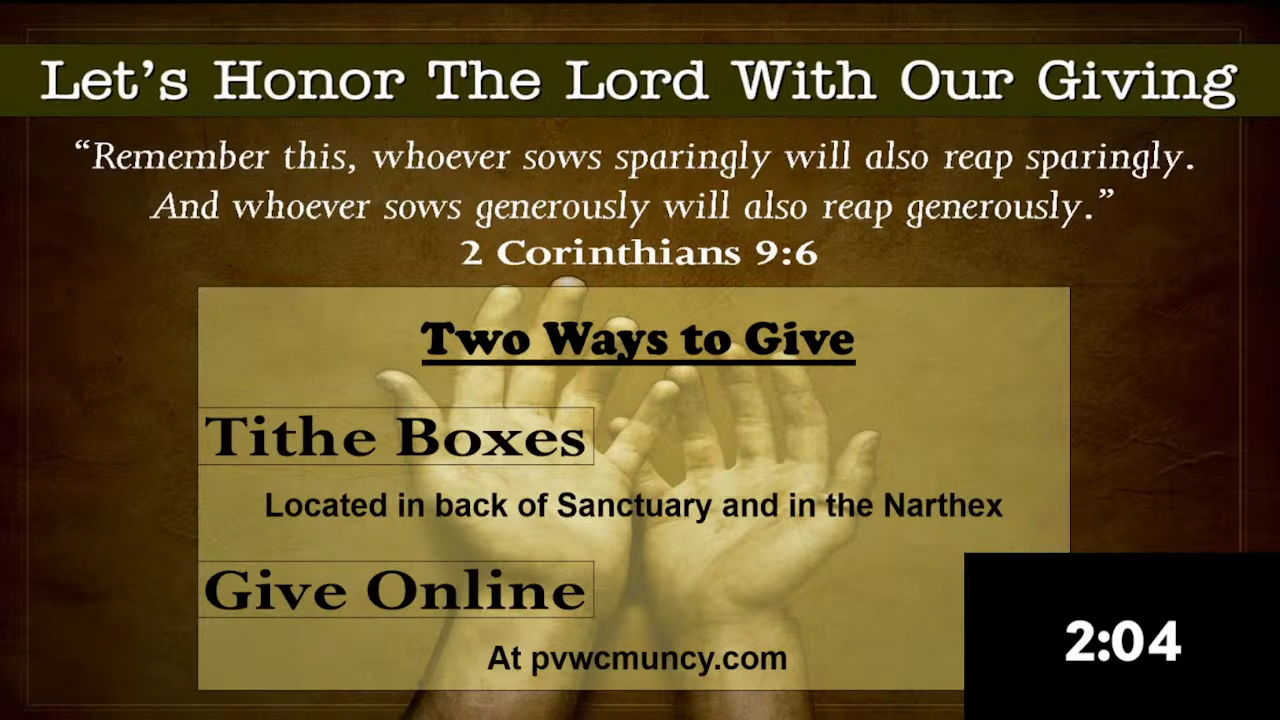 Let’s Honor The Lord With Our Giving
“Remember this, whoever sows sparingly will also reap sparingly.
And whoever sows generously will also reap generously.”
2 Corinthians 9:6
Two Ways to Give
Tithe Boxes
Located in back of Sanctuary and in the Narthex
Give Online
At pvwcmuncy.com
2:04